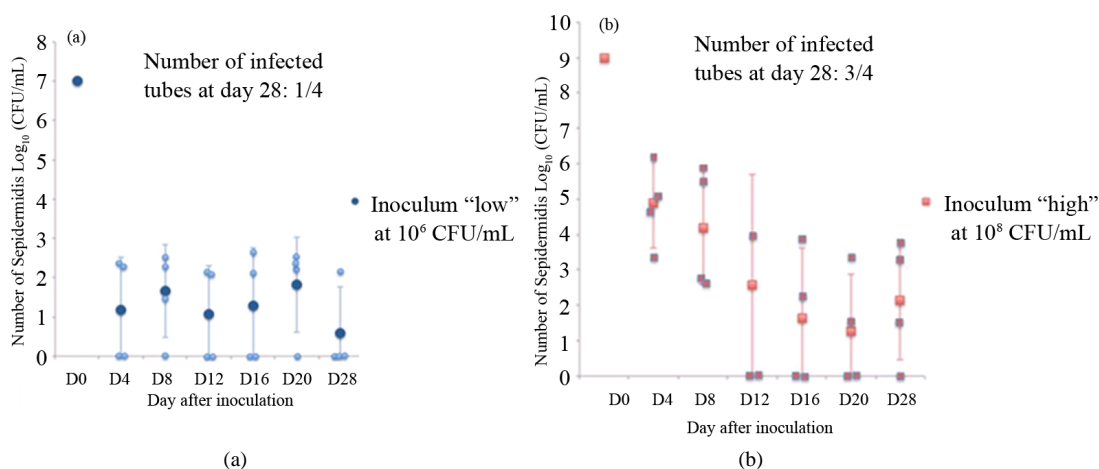 (a)
Number of infected
tubes at day 28: 1/4
8
7
6
5
4
3
2
1
0
Number of Sepidermidis Log10 (CFU/mL)
D0 D4 D8 D12 D16 D20 D28
Day after inoculation
Inoculum “low”
at 10⁶ CFU/mL
(a)
(b)
Number of infected
tubes at day 28: 3/4
10
9
8
7
6
5
4
3
2
1
0
Number of Sepidermidis Log10 (CFU/mL)
D0 D4 D8 D12 D16 D20 D28
Day after inoculation
Inoculum “high”
at 10⁸ CFU/mL
(b)